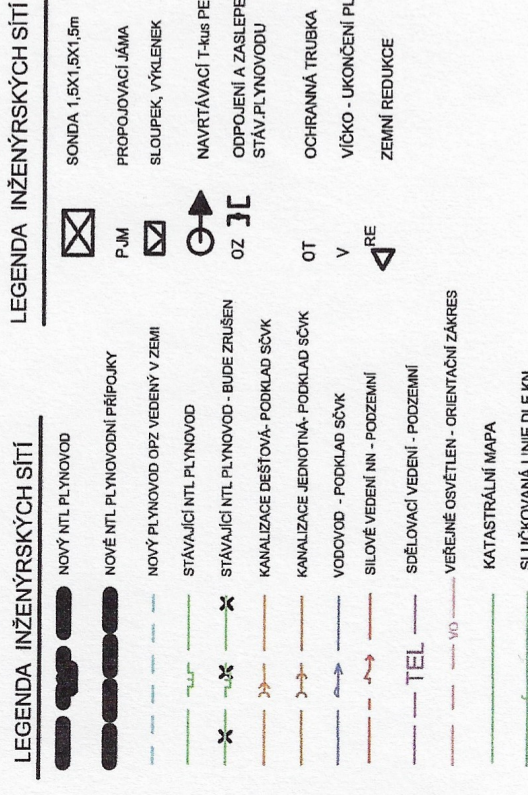 LEGENDA INŽENÝRSKÝCH SÍTÍ
NOVÝ NTL PLYNOVOD
NOVÉ NTL PLYNOVODNÍ PŘÍPOJKY
NOVÝ PLYNOVOD OPZ VEDENÝ V ZEMI
STÁVAJÍCÍ NTL PLYNOVOD
STÁVAJÍCÍ NTL PLYNOVOD - BUDE ZRUŠEN
KANALIZACE DEŠŤOVÁ- PODKLAD SČVK
KANALIZACE JEDNOTNÁ- PODKLAD SČVK
VODOVOD - PODKLAD SČVK
SILOVÉ VEDENÍ NN - PODZEMNÍ
TEL SDĚLOVACÍ VEDENÍ - PODZEMNÍ
VO VEŘEJNÉ OSVĚTLEN - ORIENTAČNÍ ZÁKRES
KATASTRÁLNÍ MAPA
SLUČKOVANÁ LINIE DLE KN
LEGENDA INŽENÝRSKÝCH SÍTÍ
SONDA 1,5X1,5X1,5m
PJM PROPOJOVACÍ JÁMA
SLOUPEK, VÝKLENEK
NAVRTÁVACÍ T-kus PE
OZ ODPOJENÍ A ZASLEPE
STÁV.PLYNOVODU
OT OCHRANNÁ TRUBKA
V VÍČKO - UKONČENÍ PL
RE ZEMNÍ REDUKCE